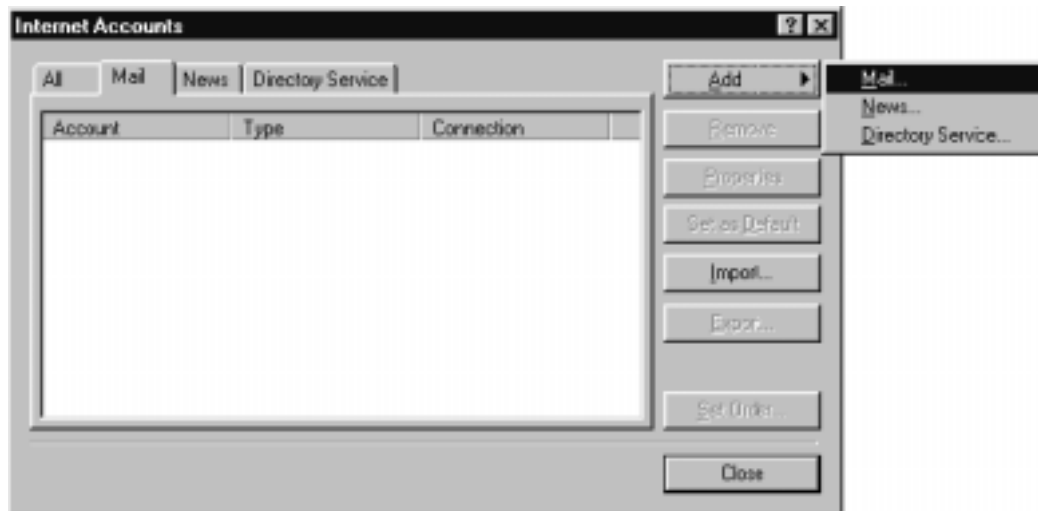 Internet Accounts
All Mail News Directory Service
Account Type Connection
Add
Remove
Properties
Set as Default
Import...
Export...
Set Order...
Close
Mail...
News...
Directory Service...